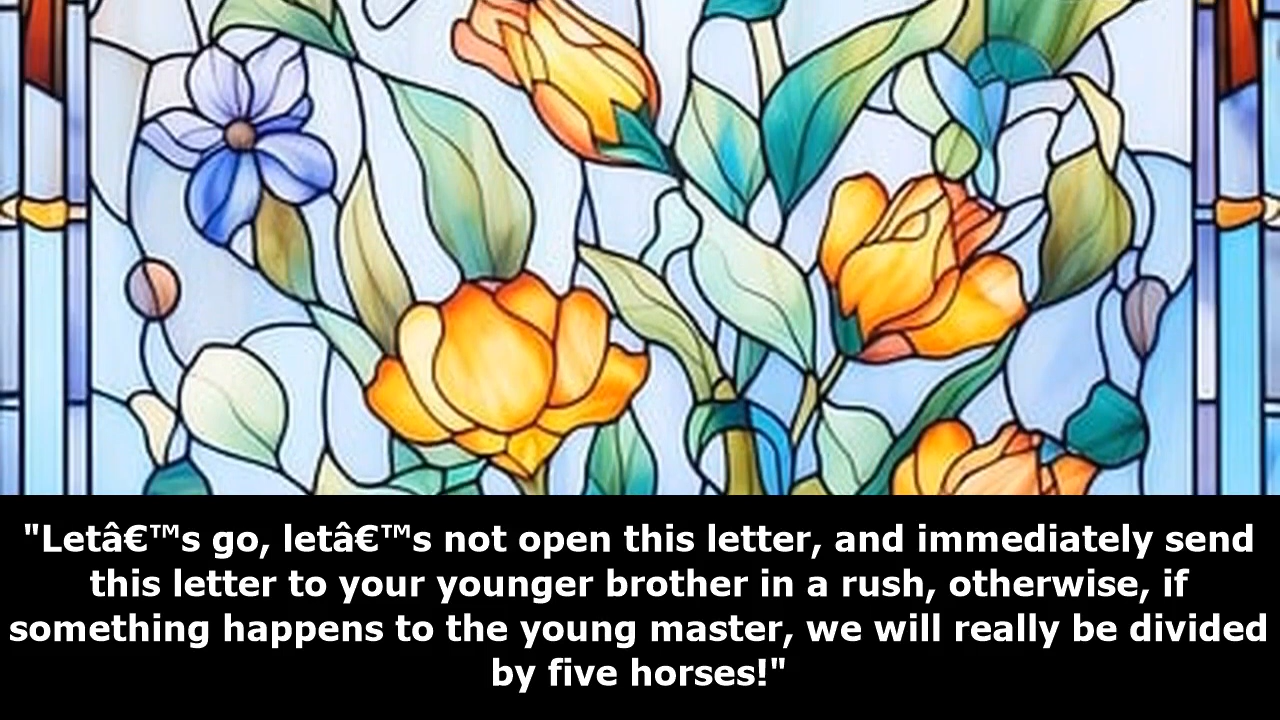 "Letâ€™s go, letâ€™s not open this letter, and immediately send
this letter to your younger brother in a rush, otherwise, if
something happens to the young master, we will really be divided
by five horses!"